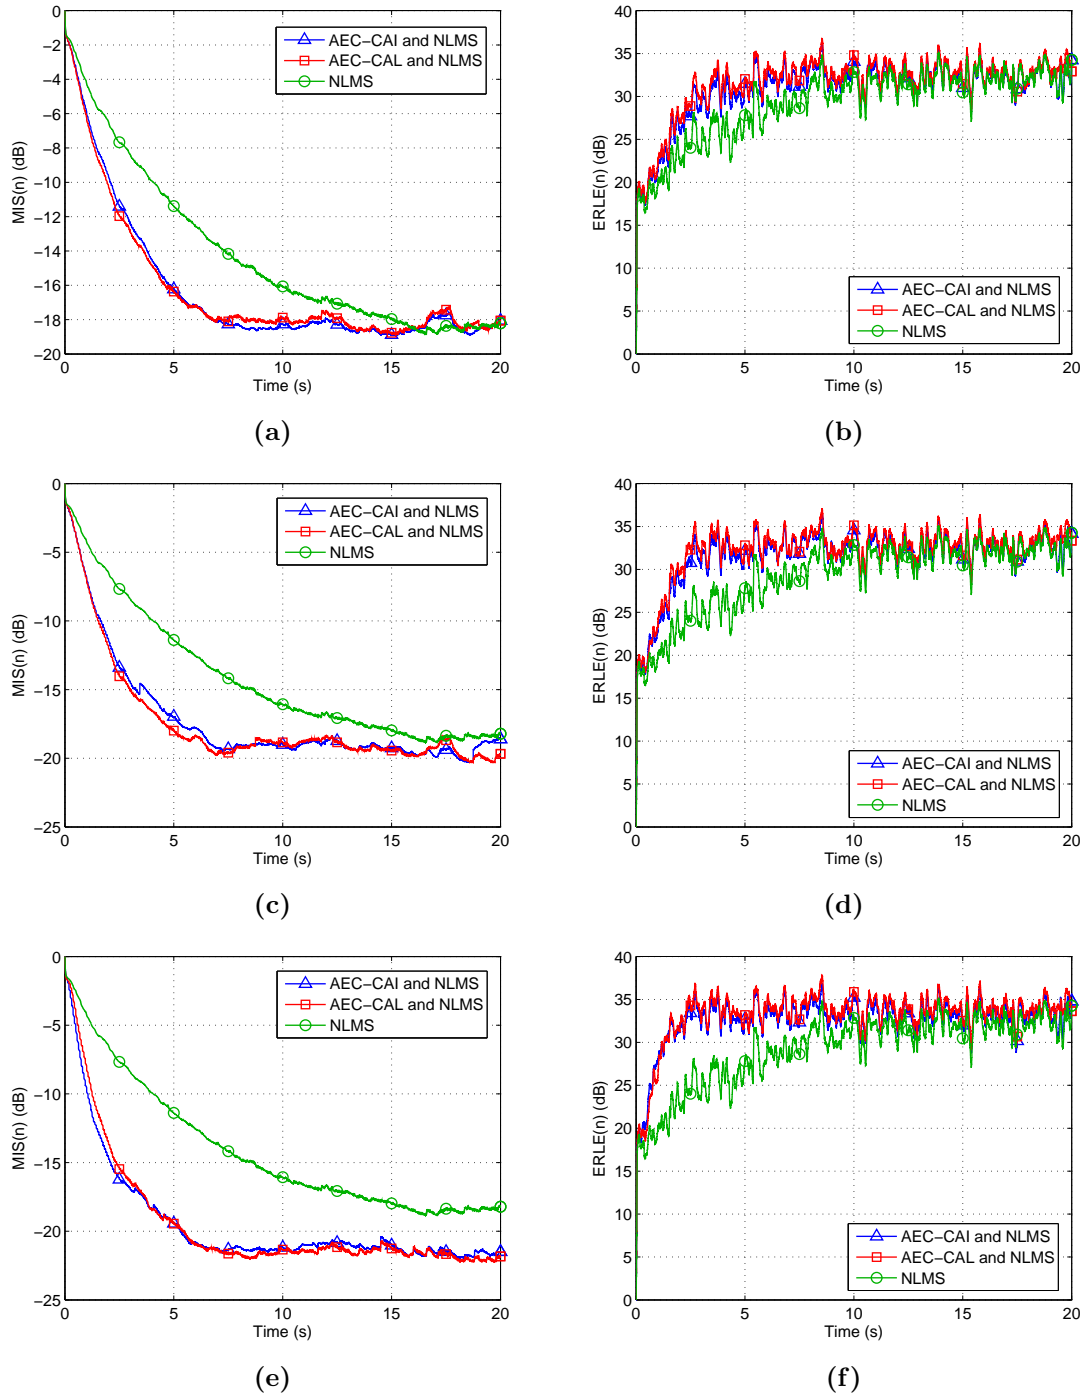 0
−2
−4
−6
−8
−10
−12
−14
−16
−18
−20
MIS(n) (dB)
AEC−CAI and NLMS
AEC−CAL and NLMS
NLMS
0 5 10 15 20
Time (s)
(a)
40
35
30
25
20
15
10
5
0
ERLE(n) (dB)
AEC−CAI and NLMS
AEC−CAL and NLMS
NLMS
0 5 10 15 20
Time (s)
(b)
0
−5
−10
−15
−20
−25
MIS(n) (dB)
AEC−CAI and NLMS
AEC−CAL and NLMS
NLMS
0 5 10 15 20
Time (s)
(c)
40
35
30
25
20
15
10
5
0
ERLE(n) (dB)
AEC−CAI and NLMS
AEC−CAL and NLMS
NLMS
0 5 10 15 20
Time (s)
(d)
0
−5
−10
−15
−20
−25
MIS(n) (dB)
AEC−CAI and NLMS
AEC−CAL and NLMS
NLMS
0 5 10 15 20
Time (s)
(e)
40
35
30
25
20
15
10
5
0
ERLE(n) (dB)
AEC−CAI and NLMS
AEC−CAL and NLMS
NLMS
0 5 10 15 20
Time (s)
(f)